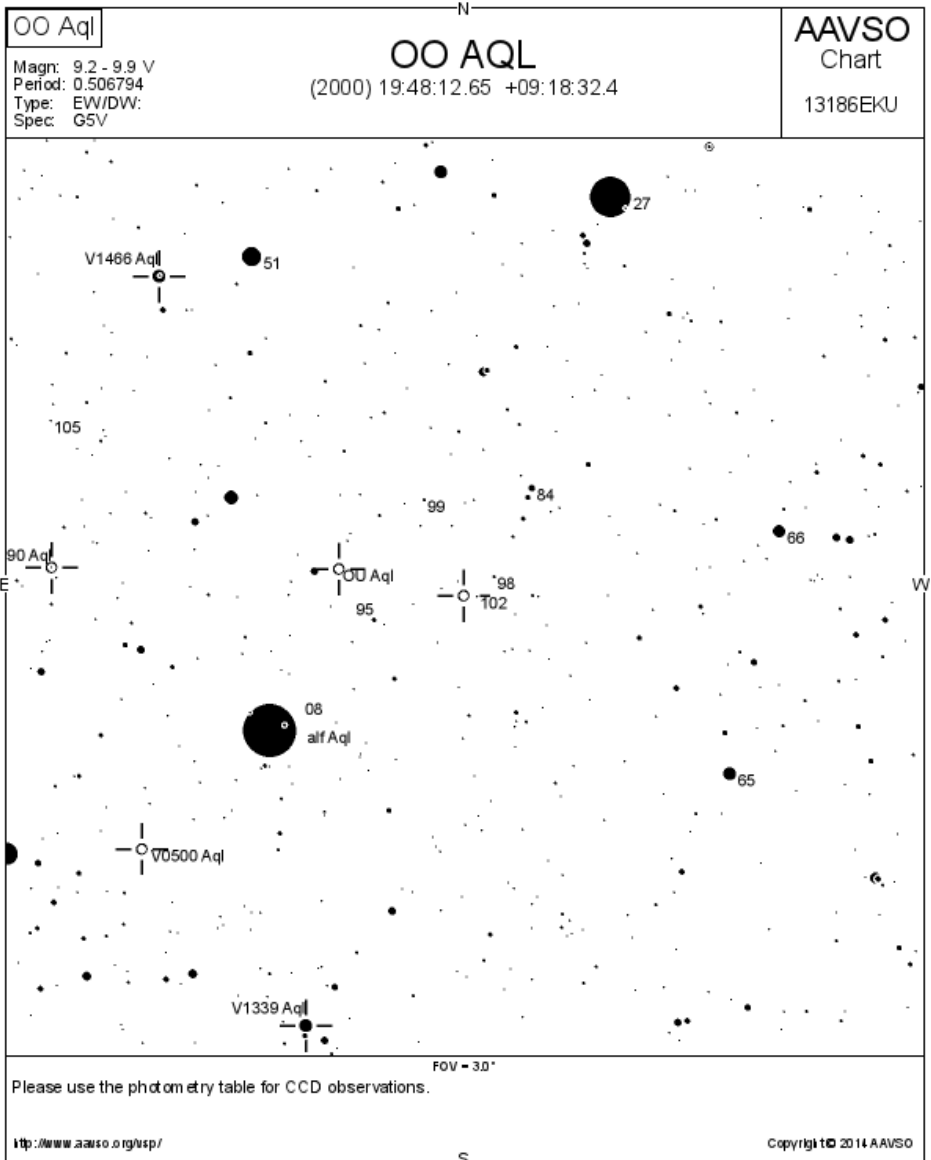 N
OO Aql
Magn: 9.2 - 9.9 V
Period: 0.506794
Type: EW/DW:
Spec: G5V
OO AQL
(2000) 19:48:12.65 +09:18:32.4
AAVSO
Chart
13186EKU
27
V1466 Aql
51
105
84
99
66
90 Aql
OU Aql
E
W
98
102
95
08
alf Aql
65
V0500 Aql
V1339 Aql
FOV = 3.0°
Please use the photometry table for CCD observations.
http://www.aavso.org/vsp/
Copyright© 2014 AAVSO
S